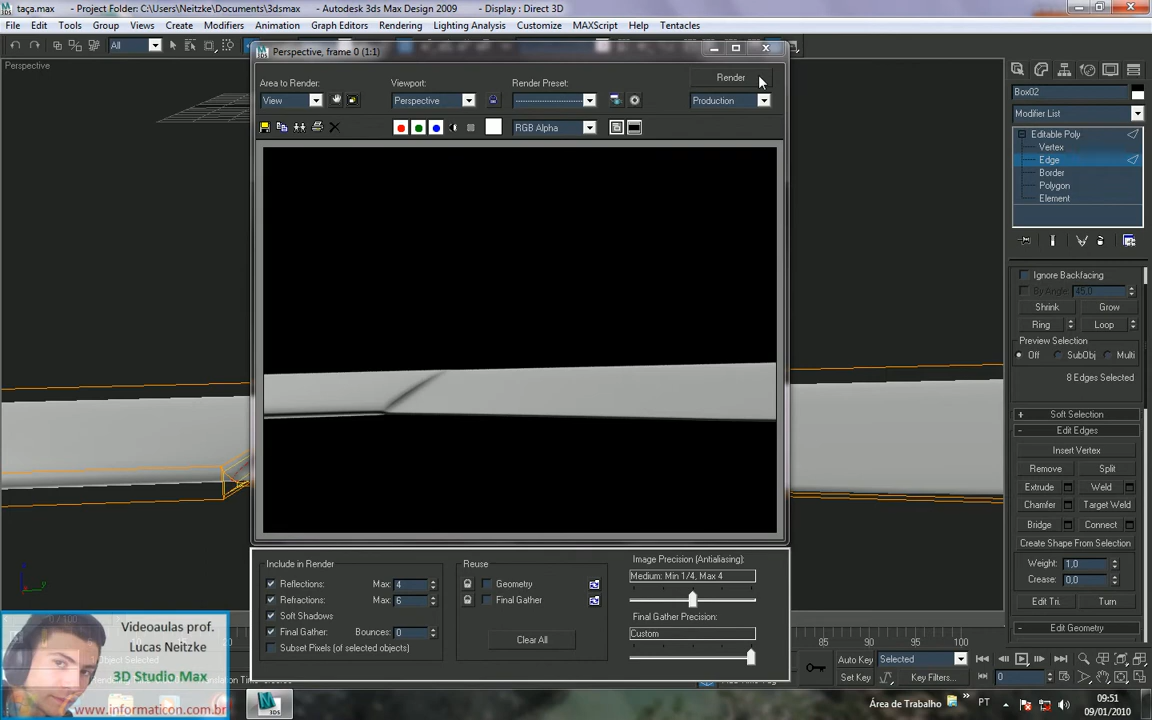 taça.max - Project Folder: C:\Users\Neitzke\Documents\3dsmax - Autodesk 3ds Max Design 2009 - Display : Direct 3D
File Edit Tools Group Views Create Modifiers Animation Graph Editors Rendering Lighting Analysis Customize MAXScript Help Tentacles
All
Perspective
Perspective, frame 0 (1:1)
Area to Render: Viewport: Render Preset: Render
View Perspective Production
RGB Alpha
Box02
Modifier List
Editable Poly
Vertex
Edge
Border
Polygon
Element
Ignore Backfacing
By Angle: 45,0
Shrink Grow
Ring Loop
Preview Selection
Off SubObj Multi
8 Edges Selected
+ Soft Selection
- Edit Edges
Insert Vertex
Remove Split
Extrude Weld
Chamfer Target Weld
Bridge Connect
Create Shape From Selection
Weight: 1,0
Crease: 0,0
Edit Tri. Turn
- Edit Geometry
Include in Render
Reflections: Max: 4
Refractions: Max: 6
Soft Shadows
Final Gather: Bounces: 0
Subset Pixels (of selected objects)
Reuse
Geometry
Final Gather
Clear All
Image Precision (Antialiasing):
Medium: Min 1/4, Max 4
Final Gather Precision:
Custom
85 90 95 100
Auto Key Selected
Set Key Key Filters... 0
Videoaulas prof.
Lucas Neitzke
3D Studio Max
www.informaticon.com.br
Área de Trabalho » PT
09:51
09/01/2010